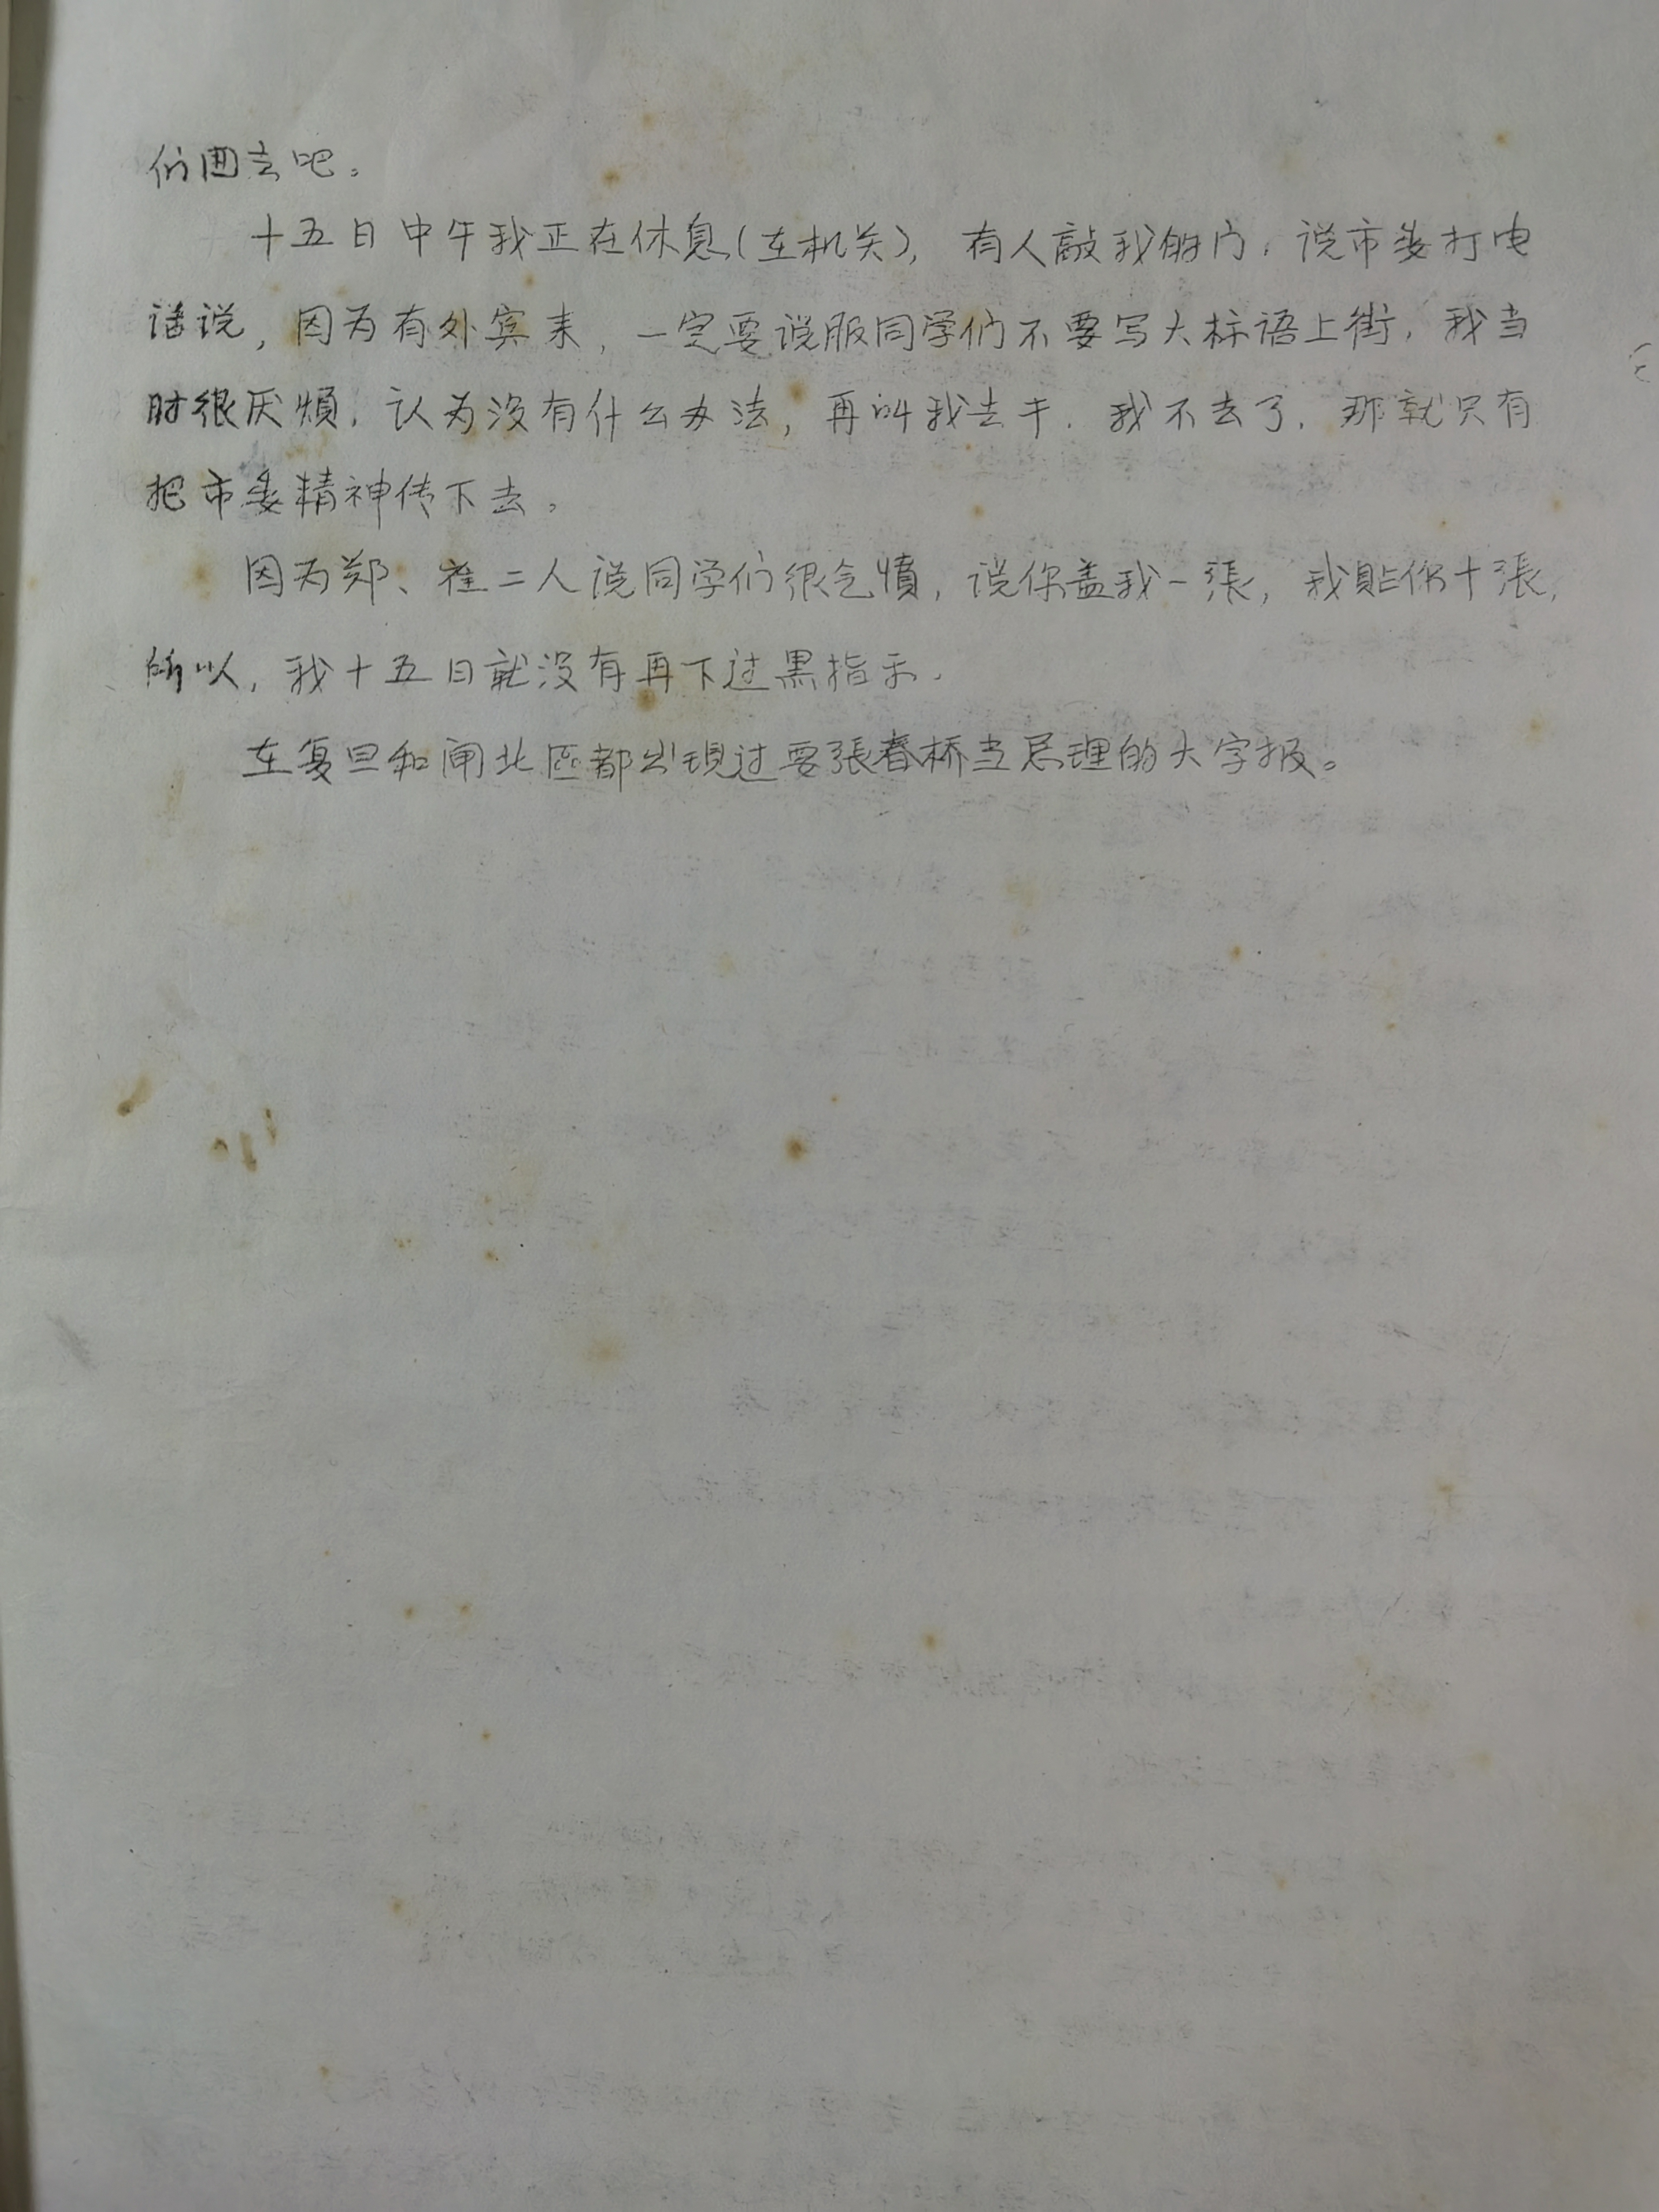 们回去吧。
十五日中午我正在休息(在机关), 有人敲我的门, 说市委打电
话说, 因为有外宾来, 一定要说服同学们不要写大标语上街, 我当
时很厌烦, 认为没有什么办法, 再叫我去干, 我不去了, 那就只有
把市委精神传下去。
因为郑、 二人说同学们很气愤, 说你盖我一張, 我貼你十張,
所以, 我十五日就没有再下过黑指示.
在复旦和闸北區都出现过要張春桥当总理的大字报。